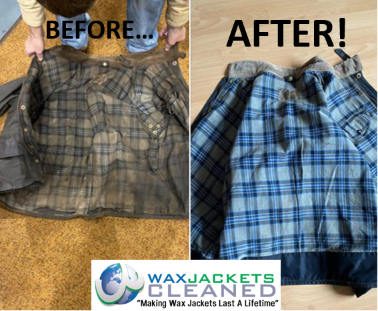 BEFORE...
AFTER!
WAXJACKETS
CLEANED
"Making Wax Jackets Last A Lifetime"